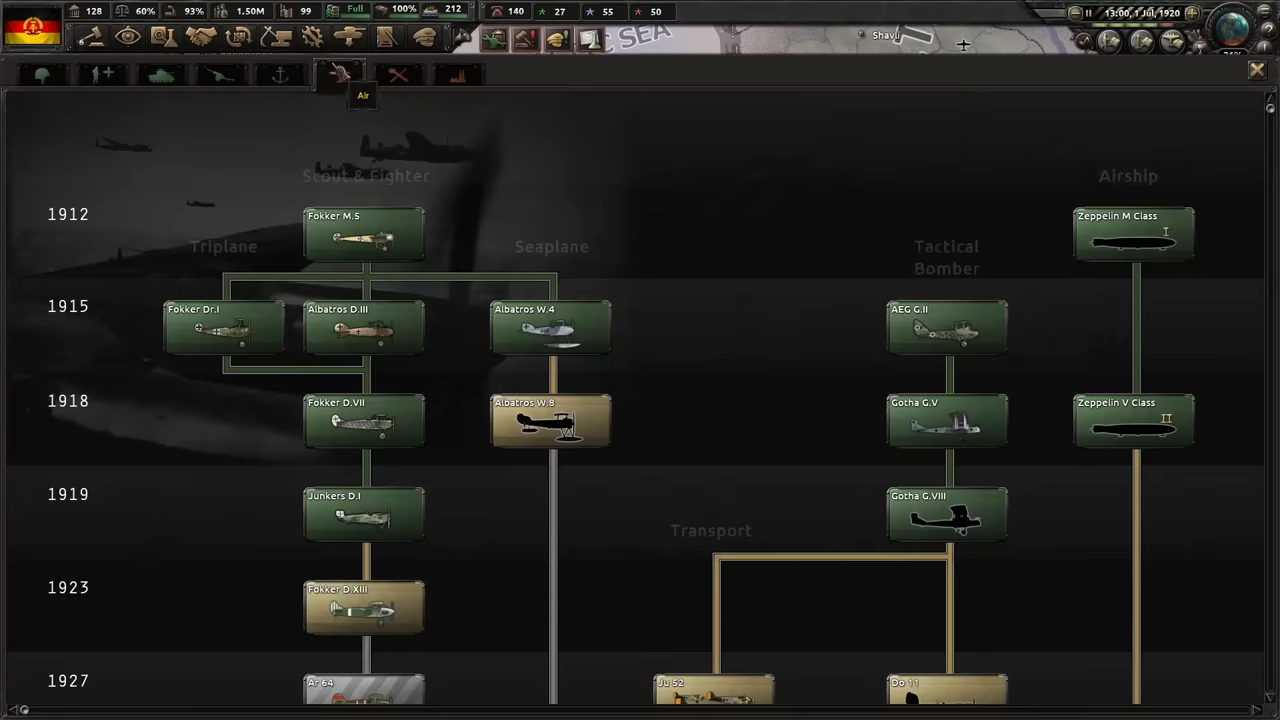 128 60% 93% 1.50M 99 Full 100% 212 140 27 55 50 13:00, 1 Jul, 1920
C SEA
Shavli
Air
Scout & Fighter
Airship
1912
Fokker M.5
Zeppelin M Class
I
Triplane
Seaplane
Tactical
Bomber
1915
Fokker Dr.I
Albatros D.III
Albatros W.4
AEG G.II
1918
Fokker D.VII
Albatros W.8
Gotha G.V
Zeppelin V Class
II
1919
Junkers D.I
Gotha G.VIII
Transport
1923
Fokker D.XIII
1927
Ar 64
Ju 52
Do 11